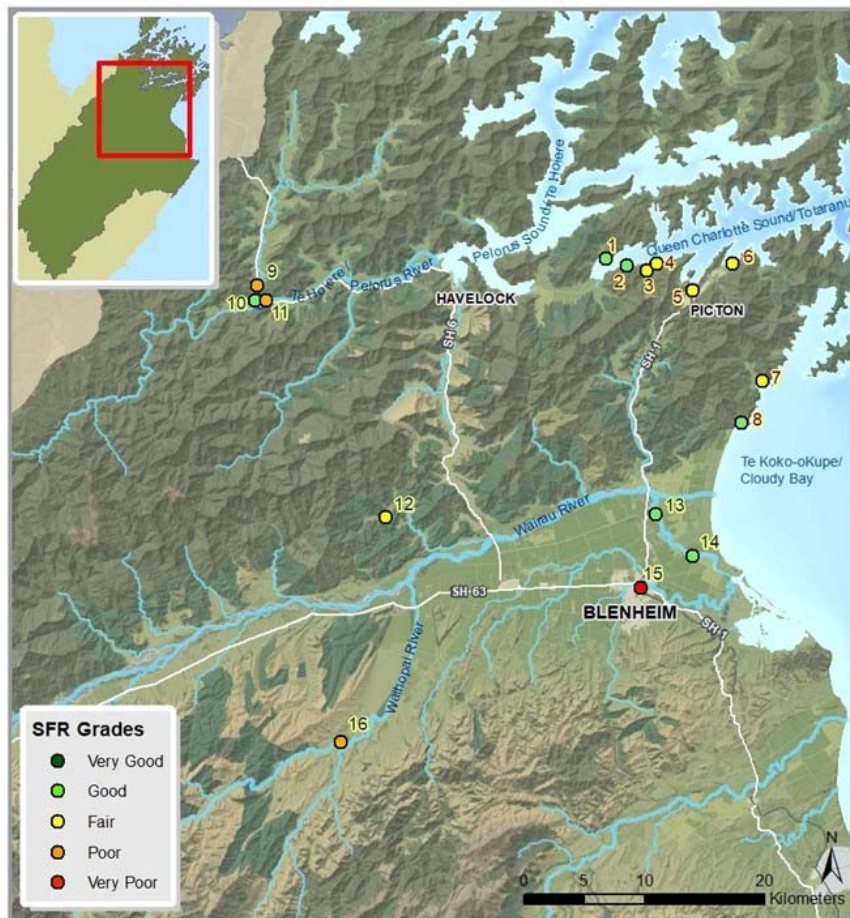 Pelorus Sound/Te Hoiere
Queen Charlotte Sound/Totaranui
1
2
3
4
5
6
PICTON
9
10
11
Te Hoiere/
Pelorus River
HAVELOCK
SH-6
SH-1
7
8
Te Koko-oKupe/
Cloudy Bay
12
Wairau River
13
14
15
SH-63
BLENHEIM
SH-1
Waihopai River
16
SFR Grades
Very Good
Good
Fair
Poor
Very Poor
N
0 5 10 20
Kilometers